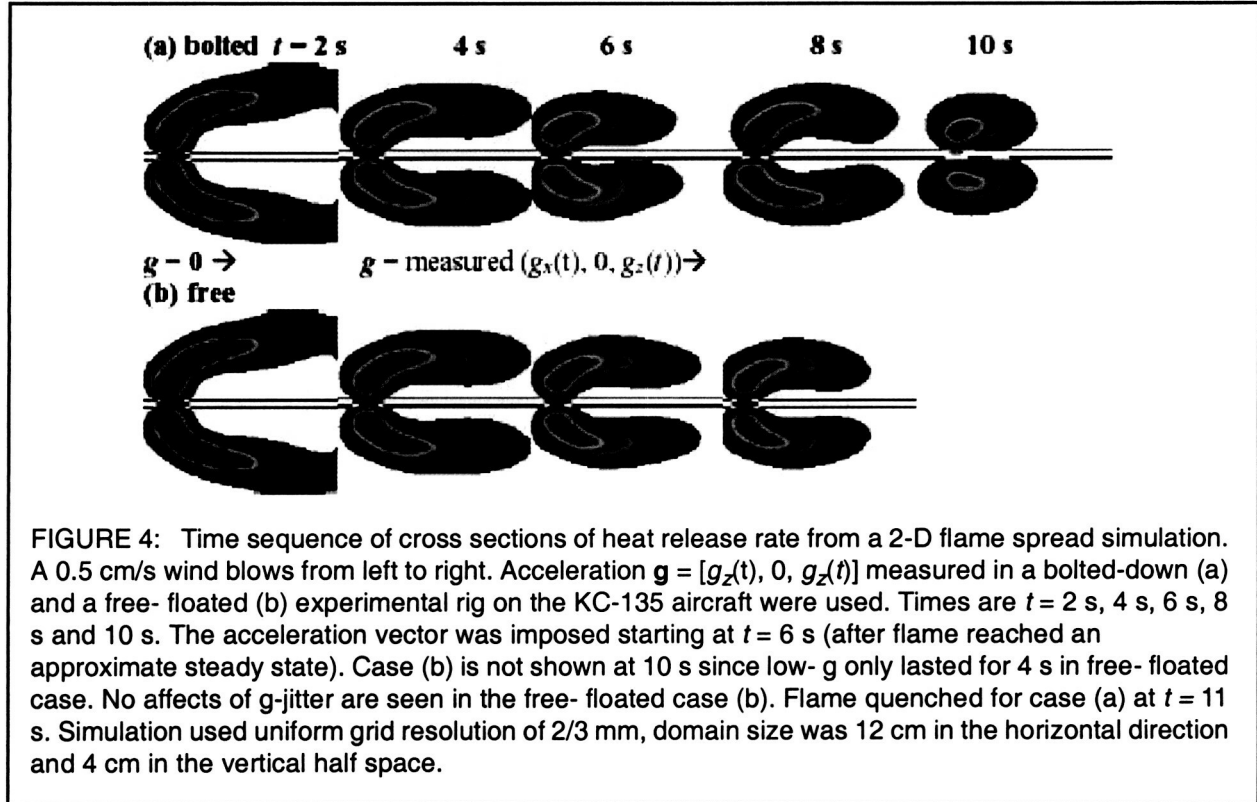 (a) bolted t – 2 s 4 s 6 s 8 s 10 s
g – 0 → g – measured (gx(t), 0, gz(t))→
(b) free
FIGURE 4: Time sequence of cross sections of heat release rate from a 2-D flame spread simulation.
A 0.5 cm/s wind blows from left to right. Acceleration g = [gz(t), 0, gz(t)] measured in a bolted-down (a)
and a free- floated (b) experimental rig on the KC-135 aircraft were used. Times are t = 2 s, 4 s, 6 s, 8
s and 10 s. The acceleration vector was imposed starting at t = 6 s (after flame reached an
approximate steady state). Case (b) is not shown at 10 s since low- g only lasted for 4 s in free- floated
case. No affects of g-jitter are seen in the free- floated case (b). Flame quenched for case (a) at t = 11
s. Simulation used uniform grid resolution of 2/3 mm, domain size was 12 cm in the horizontal direction
and 4 cm in the vertical half space.